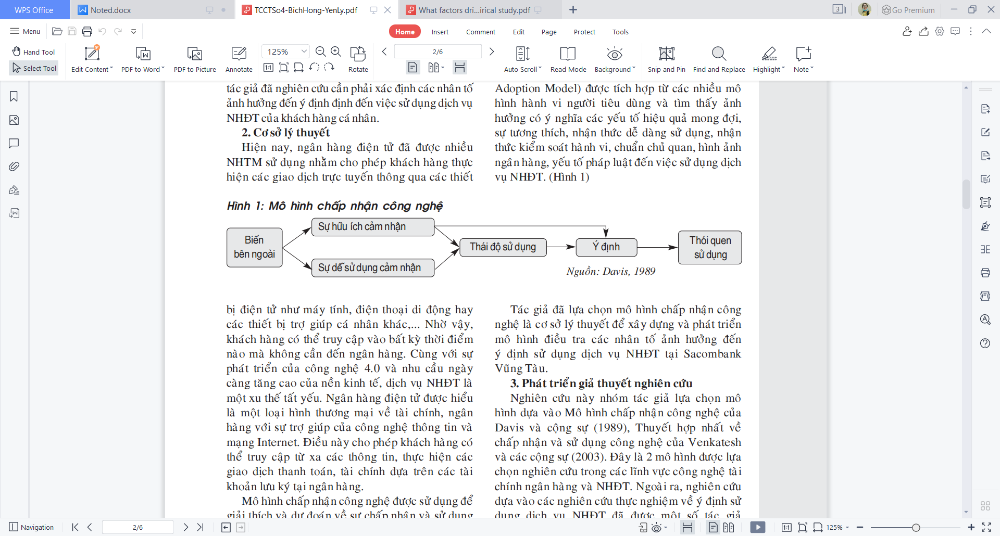 WPS Office
Noted.docx
TCCTSo4-BichHong-YenLy.pdf
What factors dri...irical study.pdf
3
Go Premium
Menu
Home
Insert
Comment
Edit
Page
Protect
Tools
Hand Tool
Select Tool
Edit Content
PDF to Word
PDF to Picture
Annotate
125%
1:1
Rotate
2/6
Auto Scroll
Read Mode
Background
Snip and Pin
Find and Replace
Highlight
Note
tác giả đã nghiên cứu cần phải xác định các nhân tố
ảnh hưởng đến ý định định đến việc sử dụng dịch vụ
NHĐT của khách hàng cá nhân.
2. Cơ sở lý thuyết
Hiện nay, ngân hàng điện tử đã được nhiều
NHTM sử dụng nhằm cho phép khách hàng thực
hiện các giao dịch trực tuyến thông qua các thiết
Adoption Model) được tích hợp từ các nhiều mô
hình hành vi người tiêu dùng và tìm thấy ảnh
hưởng có ý nghĩa các yếu tố hiệu quả mong đợi,
sự tương thích, nhận thức dễ dàng sử dụng, nhận
thức kiểm soát hành vi, chuẩn chủ quan, hình ảnh
ngân hàng, yếu tố pháp luật đến việc sử dụng dịch
vụ NHĐT. (Hình 1)
Hình 1: Mô hình chấp nhận công nghệ
Biến
bên ngoài
Sự hữu ích cảm nhận
Sự dễ sử dụng cảm nhận
Thái độ sử dụng
Ý định
Thói quen
sử dụng
Nguồn: Davis, 1989
bị điện tử như máy tính, điện thoại di động hay
các thiết bị trợ giúp cá nhân khác,... Nhờ vậy,
khách hàng có thể truy cập vào bất kỳ thời điểm
nào mà không cần đến ngân hàng. Cùng với sự
phát triển của công nghệ 4.0 và nhu cầu ngày
càng tăng cao của nền kinh tế, dịch vụ NHĐT là
một xu thế tất yếu. Ngân hàng điện tử được hiểu
là một loại hình thương mại về tài chính, ngân
hàng với sự trợ giúp của công nghệ thông tin và
mạng Internet. Điều này cho phép khách hàng có
thể truy cập từ xa các thông tin, thực hiện các
giao dịch thanh toán, tài chính dựa trên các tài
khoản lưu ký tại ngân hàng.
Mô hình chấp nhận công nghệ được sử dụng để
giải thích và dự đoán về sự chấp nhận và sử dụng
Tác giả đã lựa chọn mô hình chấp nhận công
nghệ là cơ sở lý thuyết để xây dựng và phát triển
mô hình điều tra các nhân tố ảnh hưởng đến
ý định sử dụng dịch vụ NHĐT tại Sacombank
Vũng Tàu.
3. Phát triển giả thuyết nghiên cứu
Nghiên cứu này nhóm tác giả lựa chọn mô
hình dựa vào Mô hình chấp nhận công nghệ của
Davis và cộng sự (1989), Thuyết hợp nhất về
chấp nhận và sử dụng công nghệ của Venkatesh
và các cộng sự (2003). Đây là 2 mô hình được lựa
chọn nghiên cứu trong các lĩnh vực công nghệ tài
chính ngân hàng và NHĐT. Ngoài ra, nghiên cứu
dựa vào các nghiên cứu thực nghiệm về ý định sử
dụng dịch vụ NHĐT đã được một số tác giả
Navigation
2/6
1:1
125%